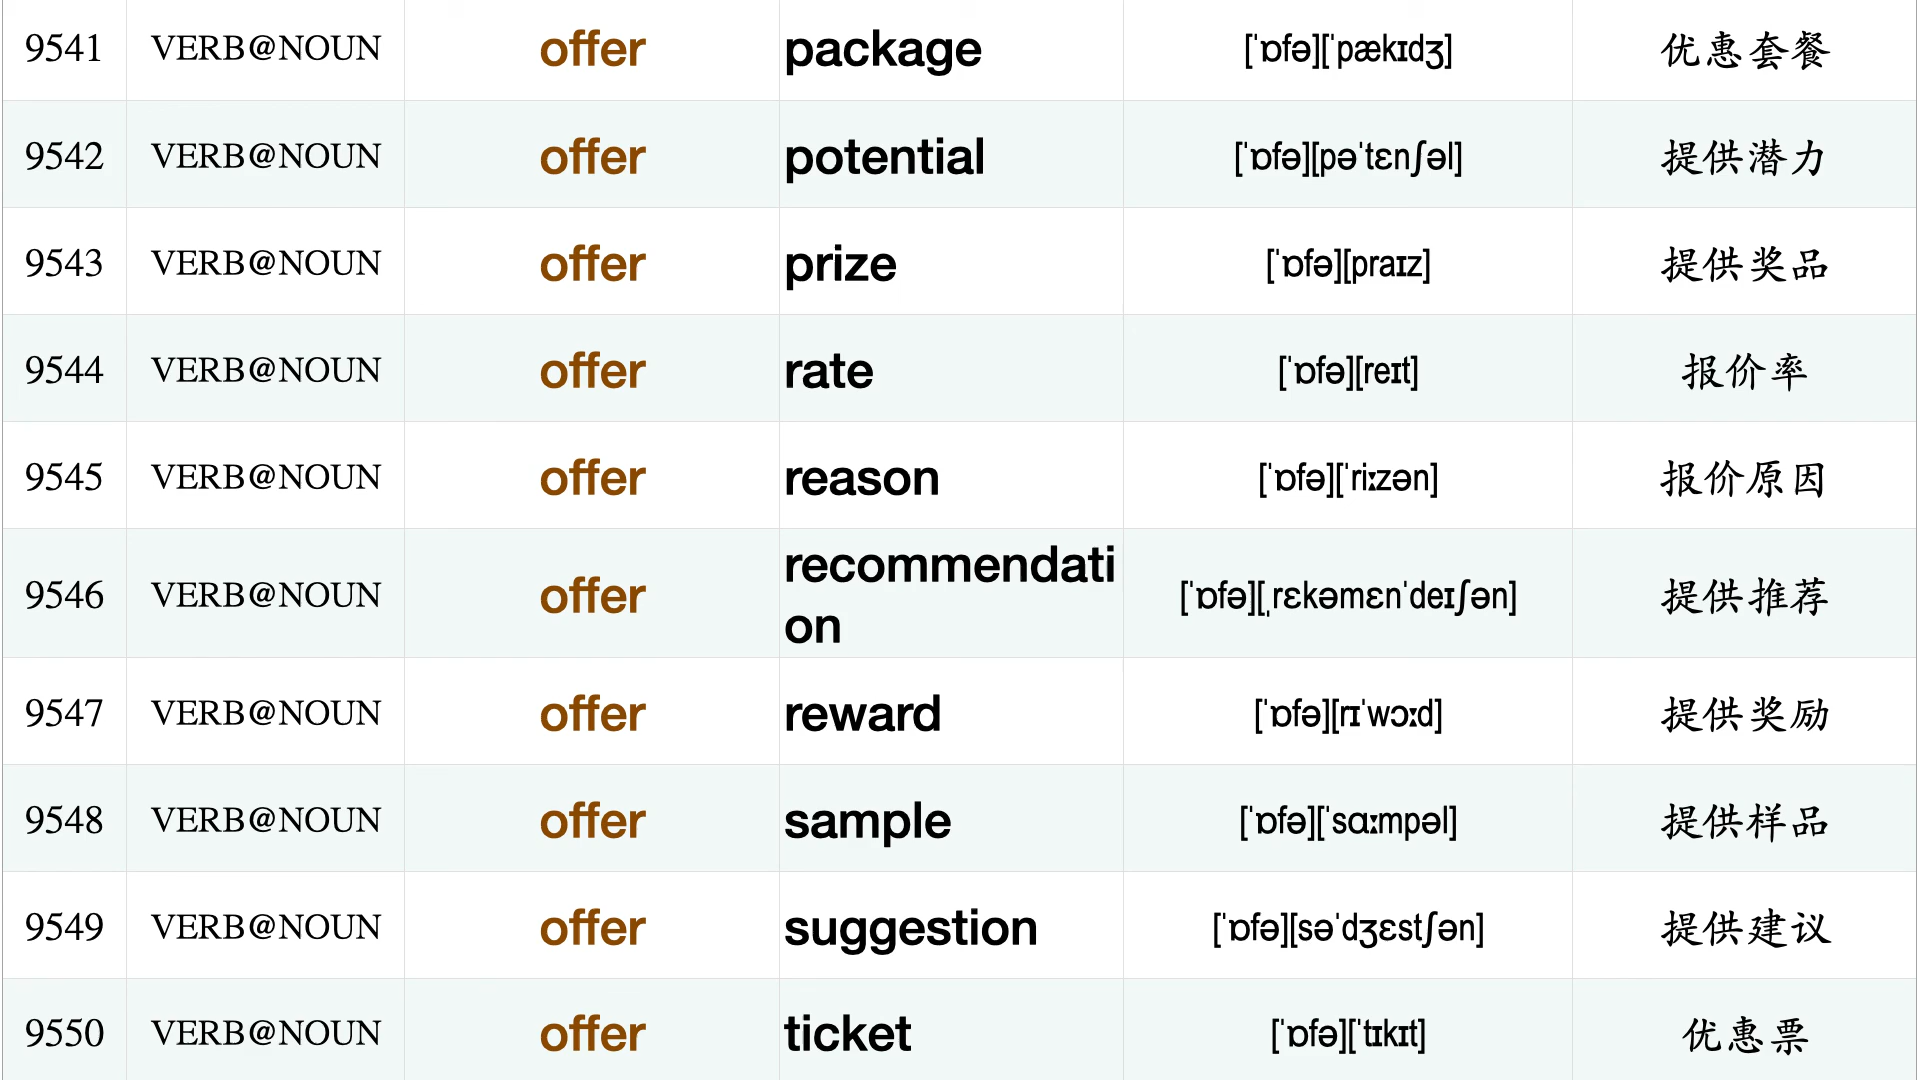 9541 VERB@NOUN offer package [ˈɒfə][ˈpækɪdʒ] 优惠套餐
9542 VERB@NOUN offer potential [ˈɒfə][pəˈtɛnʃəl] 提供潜力
9543 VERB@NOUN offer prize [ˈɒfə][praɪz] 提供奖品
9544 VERB@NOUN offer rate [ˈɒfə][reɪt] 报价率
9545 VERB@NOUN offer reason [ˈɒfə][ˈriːzən] 报价原因
9546 VERB@NOUN offer recommendati
on [ˈɒfə][ˌrɛkəmɛnˈdeɪʃən] 提供推荐
9547 VERB@NOUN offer reward [ˈɒfə][rɪˈwɔːd] 提供奖励
9548 VERB@NOUN offer sample [ˈɒfə][ˈsɑːmpəl] 提供样品
9549 VERB@NOUN offer suggestion [ˈɒfə][səˈdʒɛstʃən] 提供建议
9550 VERB@NOUN offer ticket [ˈɒfə][ˈtɪkɪt] 优惠票